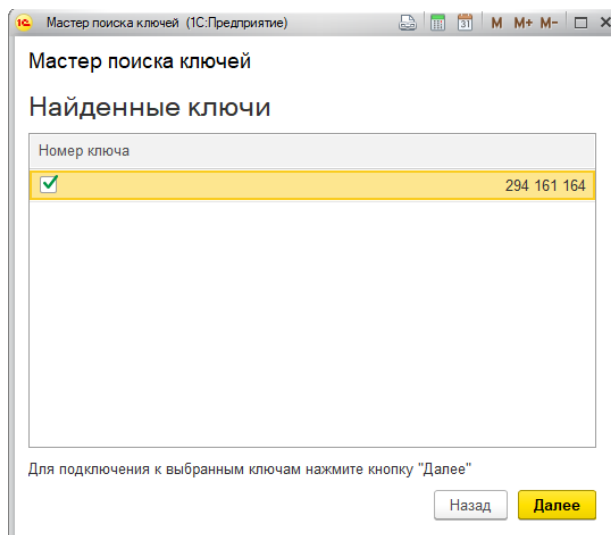 Мастер поиска ключей (1С:Предприятие)
31 M M+ M-
Мастер поиска ключей
Найденные ключи
Номер ключа
294 161 164
Для подключения к выбранным ключам нажмите кнопку "Далее"
Назад Далее